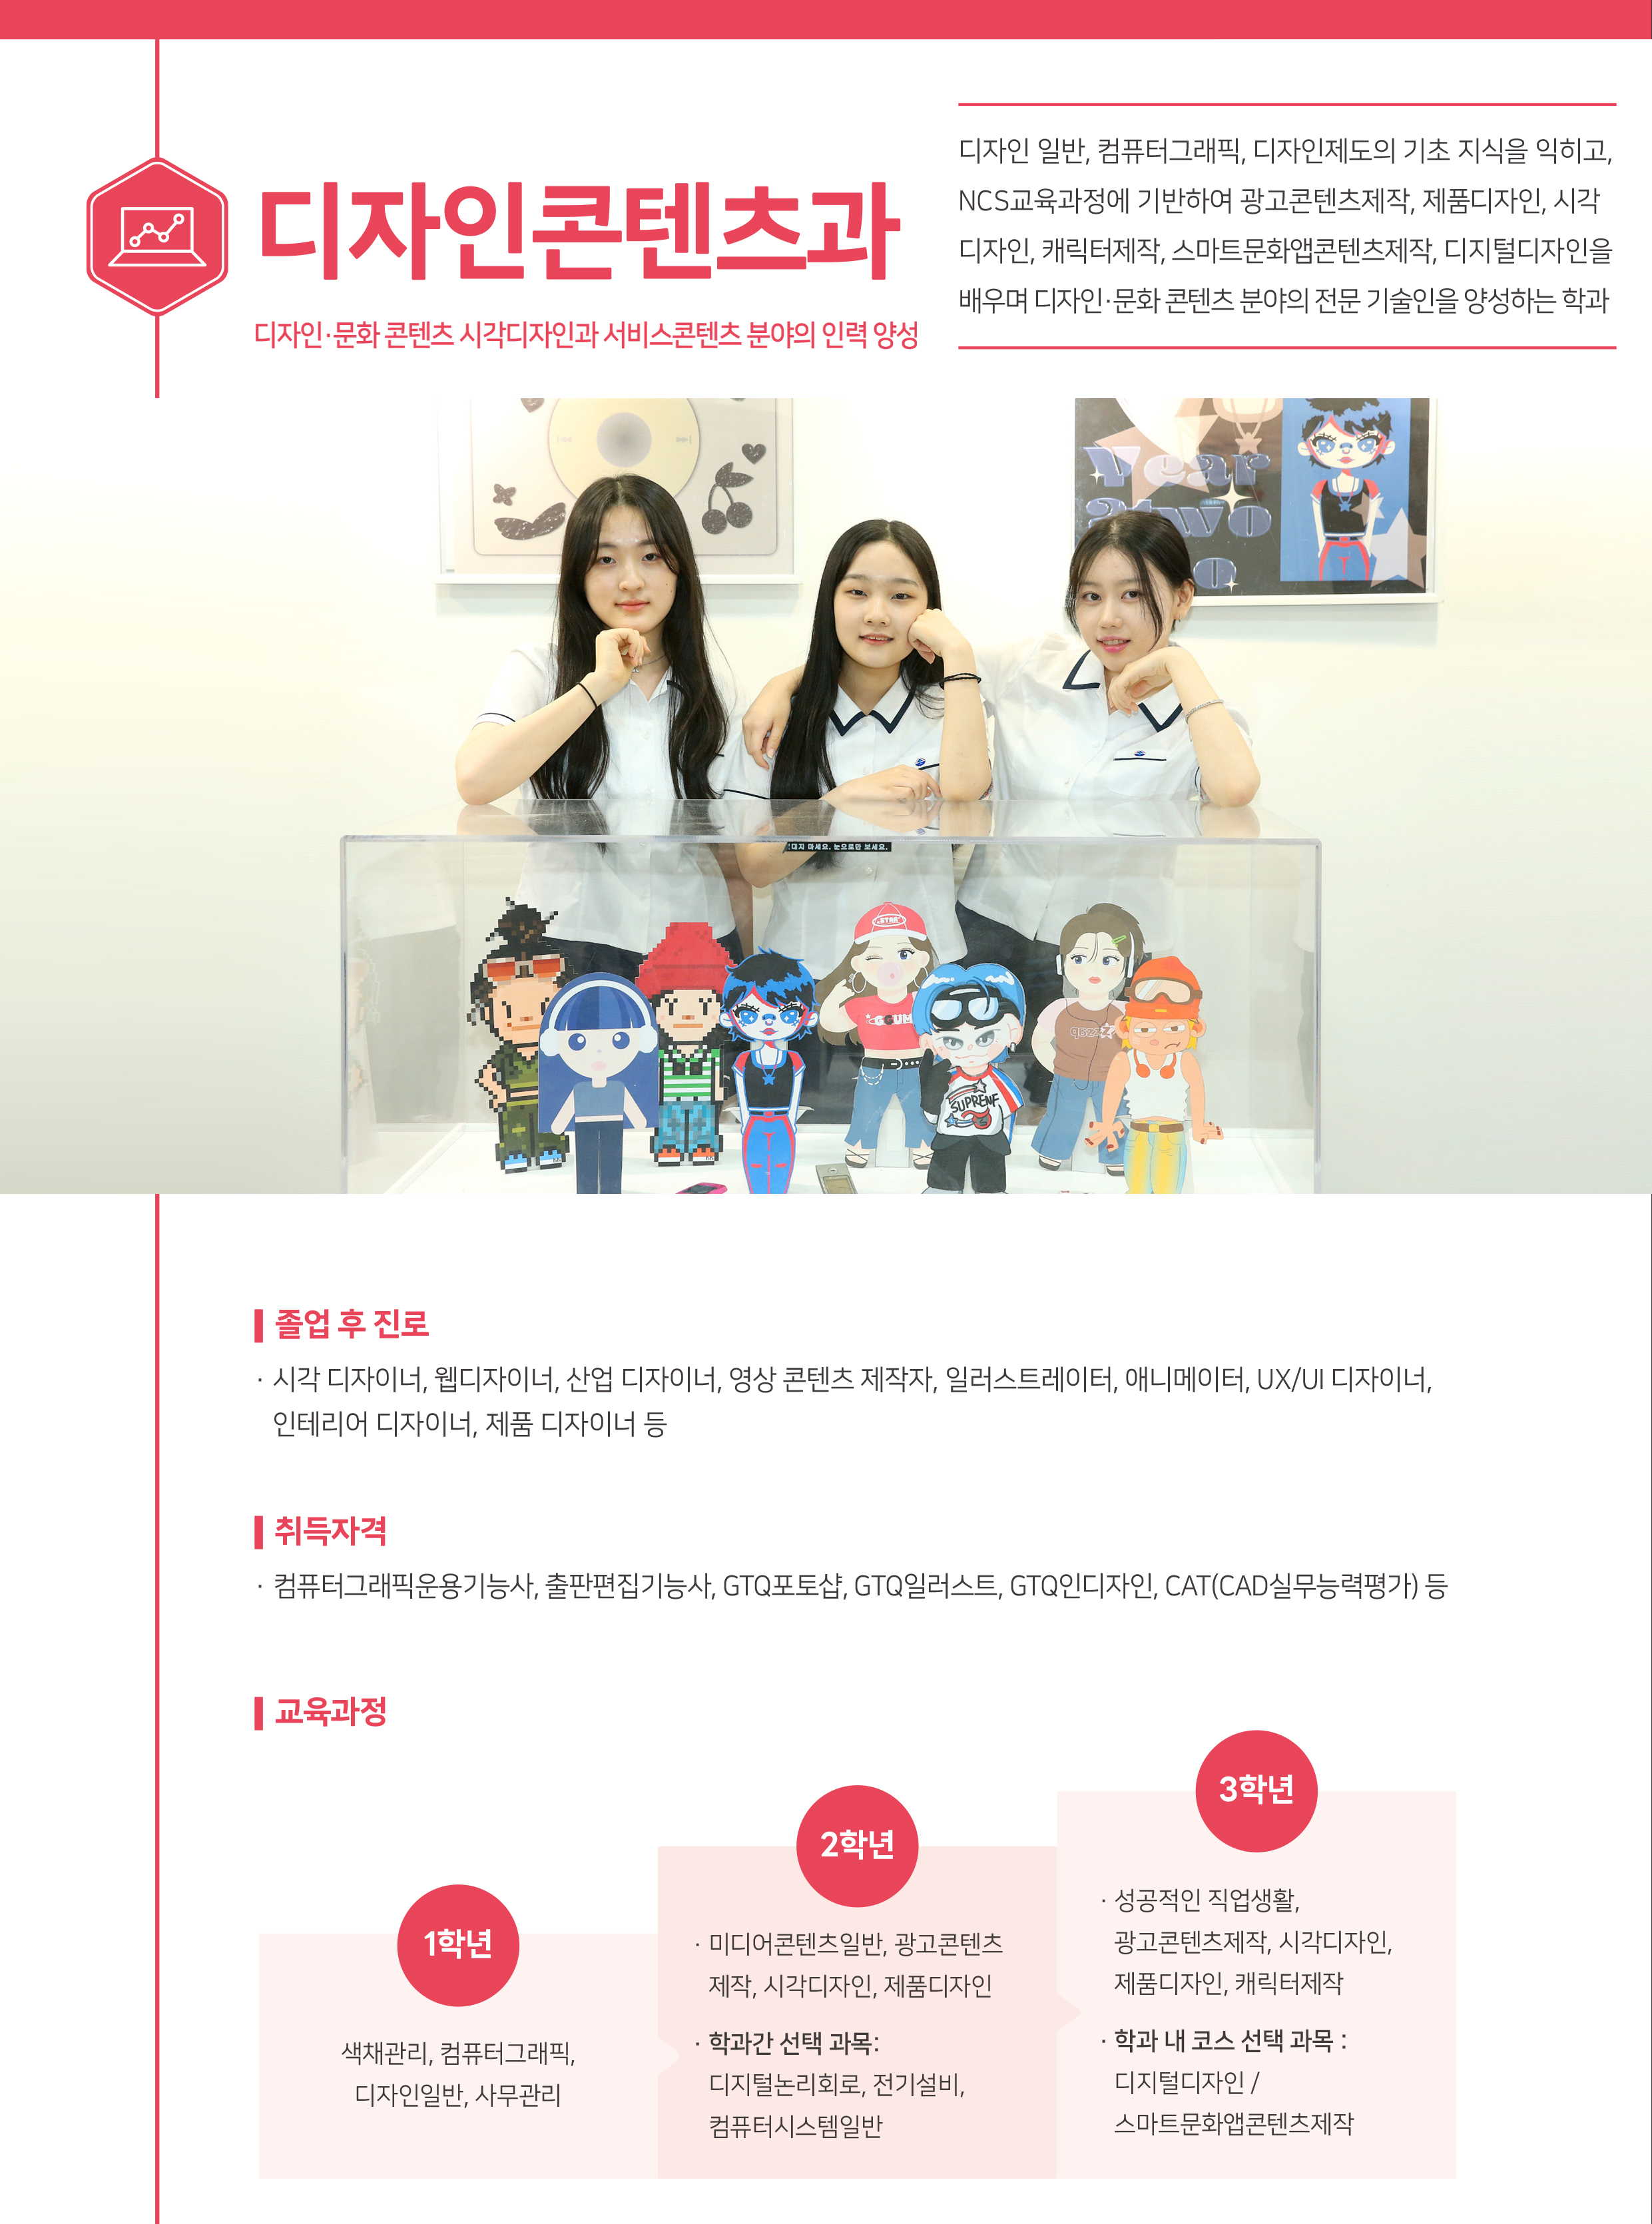 디자인콘텐츠과
디자인·문화 콘텐츠 시각디자인과 서비스콘텐츠 분야의 인력 양성
디자인 일반, 컴퓨터그래픽, 디자인제도의 기초 지식을 익히고,
NCS교육과정에 기반하여 광고콘텐츠제작, 제품디자인, 시각
디자인, 캐릭터제작, 스마트문화앱콘텐츠제작, 디지털디자인을
배우며 디자인·문화 콘텐츠 분야의 전문 기술인을 양성하는 학과
Year
two
대지 마세요. 눈으로만 보세요.
STAR
GGUM
SUPRENF
졸업 후 진로
· 시각 디자이너, 웹디자이너, 산업 디자이너, 영상 콘텐츠 제작자, 일러스트레이터, 애니메이터, UX/UI 디자이너,
인테리어 디자이너, 제품 디자이너 등
취득자격
· 컴퓨터그래픽운용기능사, 출판편집기능사, GTQ포토샵, GTQ일러스트, GTQ인디자인, CAT(CAD실무능력평가) 등
교육과정
1학년
색채관리, 컴퓨터그래픽,
디자인일반, 사무관리
2학년
· 미디어콘텐츠일반, 광고콘텐츠
제작, 시각디자인, 제품디자인
· 학과간 선택 과목:
디지털논리회로, 전기설비,
컴퓨터시스템일반
3학년
· 성공적인 직업생활,
광고콘텐츠제작, 시각디자인,
제품디자인, 캐릭터제작
· 학과 내 코스 선택 과목 :
디지털디자인 /
스마트문화앱콘텐츠제작